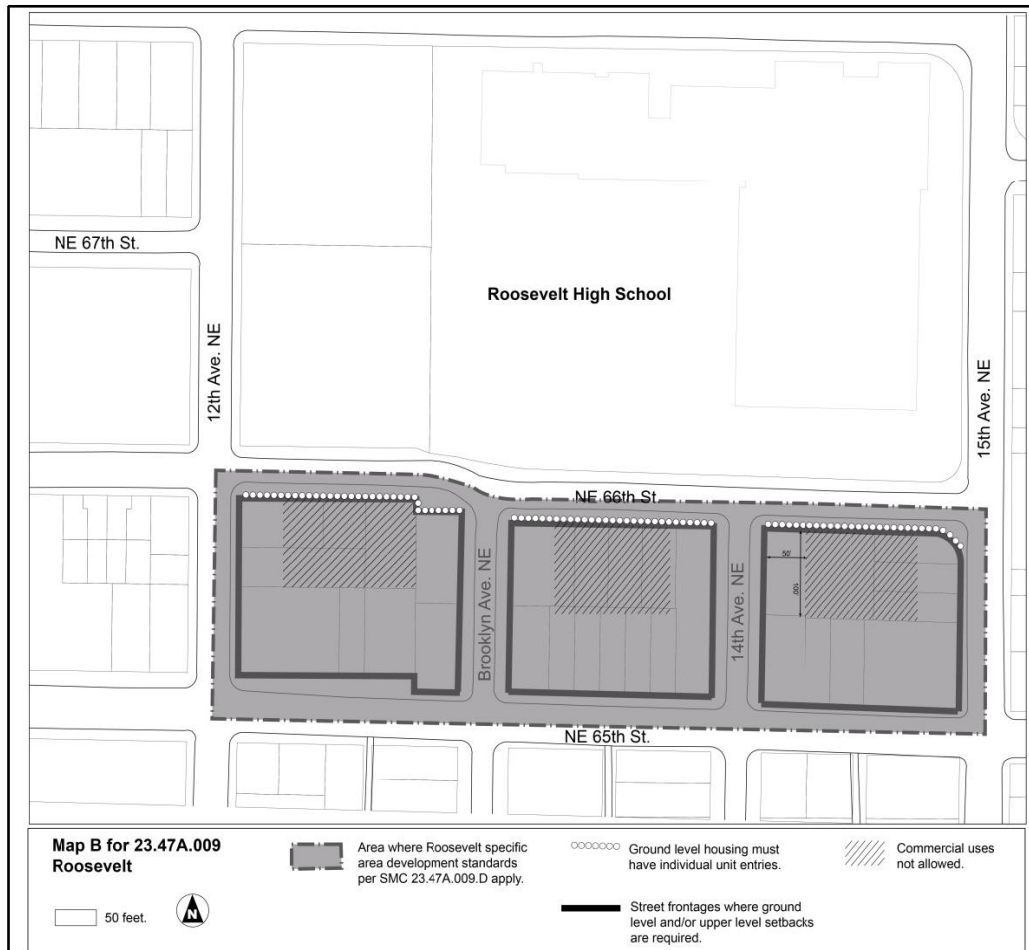 NE 67th St.
12th Ave. NE
Roosevelt High School
15th Ave. NE
NE 66th St.
Brooklyn Ave. NE
14th Ave. NE
50'
100'
NE 65th St.
Map B for 23.47A.009
Roosevelt
50 feet.
N
Area where Roosevelt specific
area development standards
per SMC 23.47A.009.D apply.
Ground level housing must
have individual unit entries.
Commercial uses
not allowed.
Street frontages where ground
level and/or upper level setbacks
are required.